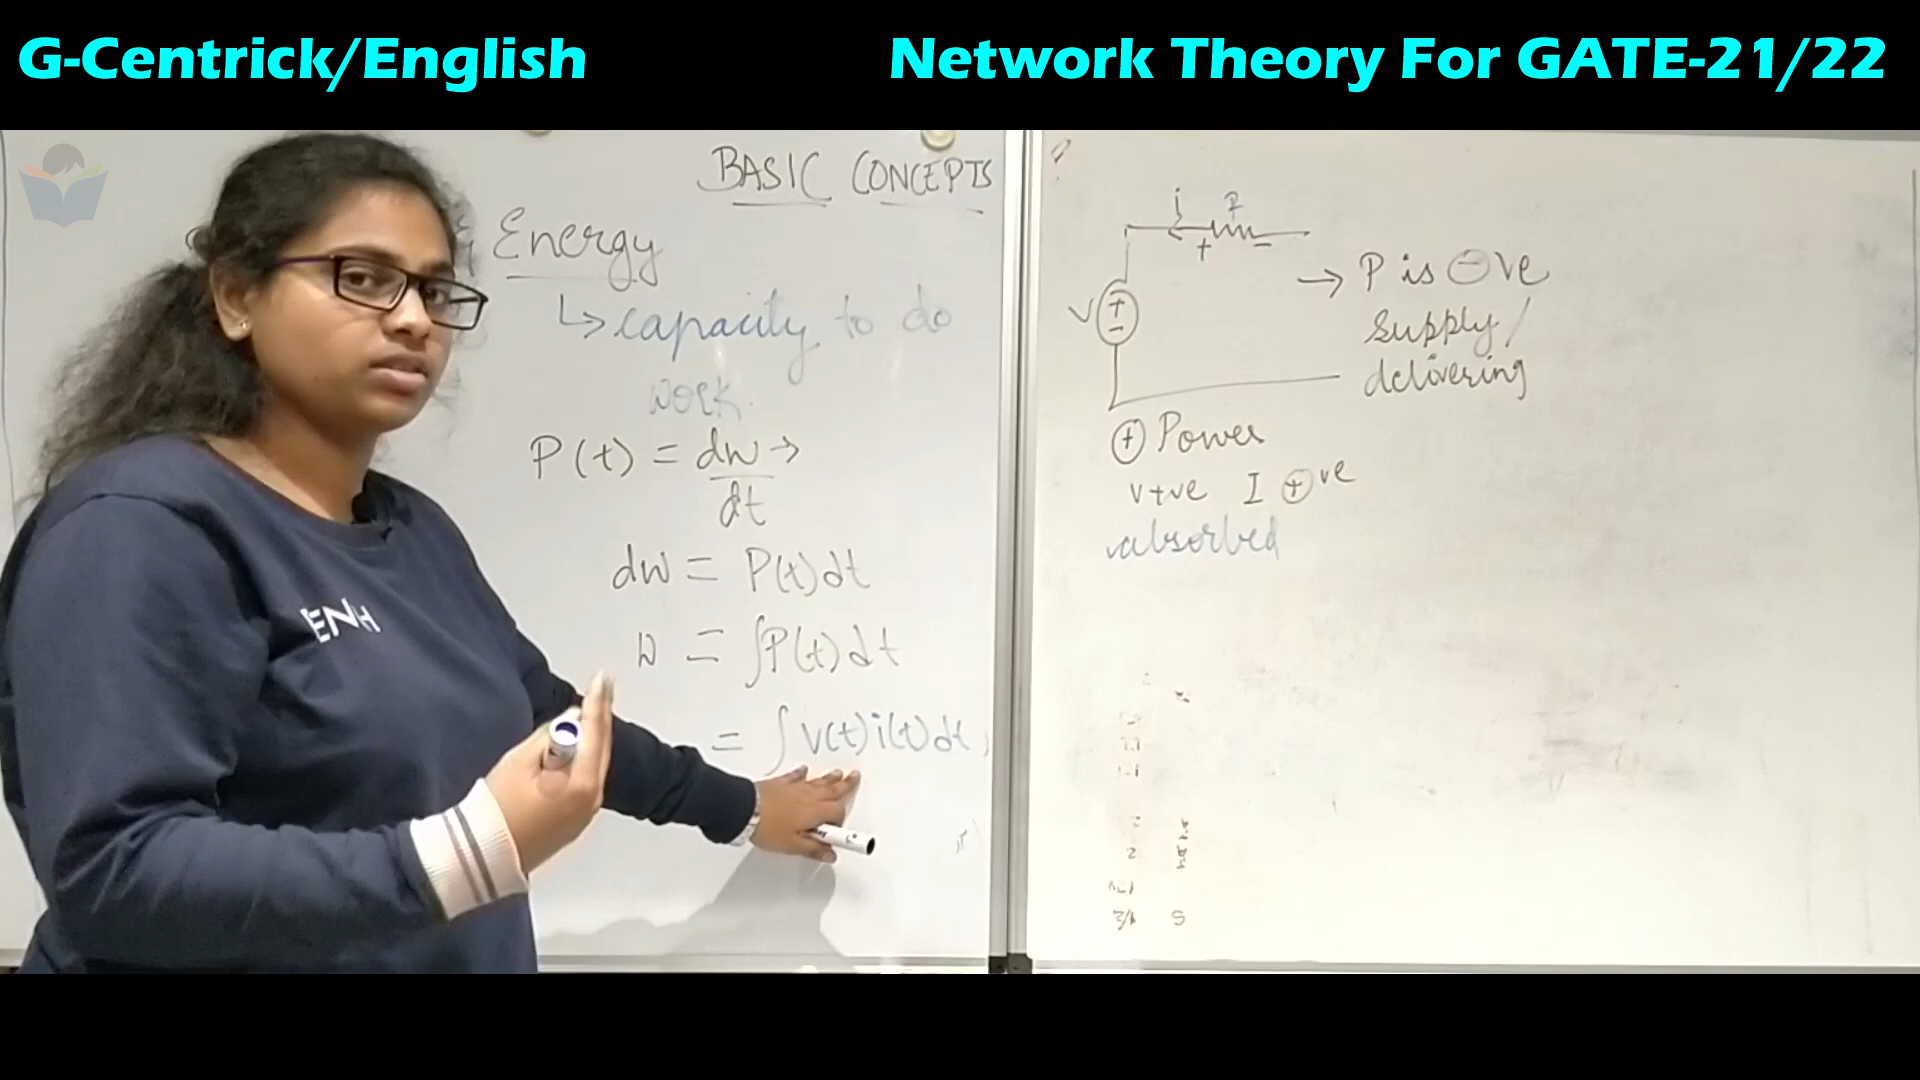 G-Centrick/English
Network Theory For GATE-21/22
BASIC CONCEPTS
Energy
↳ capacity to do
work.
P(t) = dw →
dt
dw = P(t)dt
w = ∫P(t)dt
= ∫v(t)i(t)dt,
ENH
i
+ -
V + -
→ P is ⊖ve
supply/
delivering
⊕ Power
v+ve I ⊕ve
absorbed